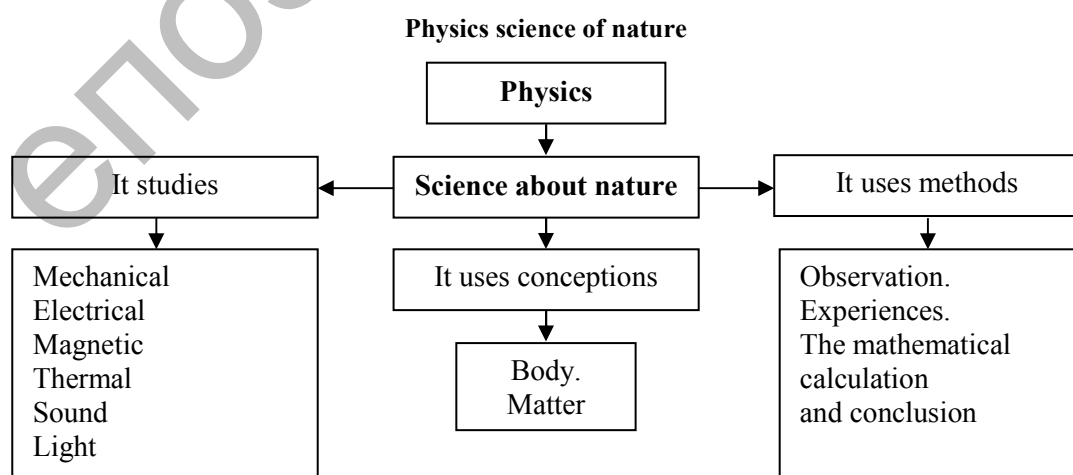 Physics science of nature
Physics
It studies
Science about nature
It uses methods
Mechanical
Electrical
Magnetic
Thermal
Sound
Light
It uses conceptions
Body.
Matter
Observation.
Experiences.
The mathematical
calculation
and conclusion